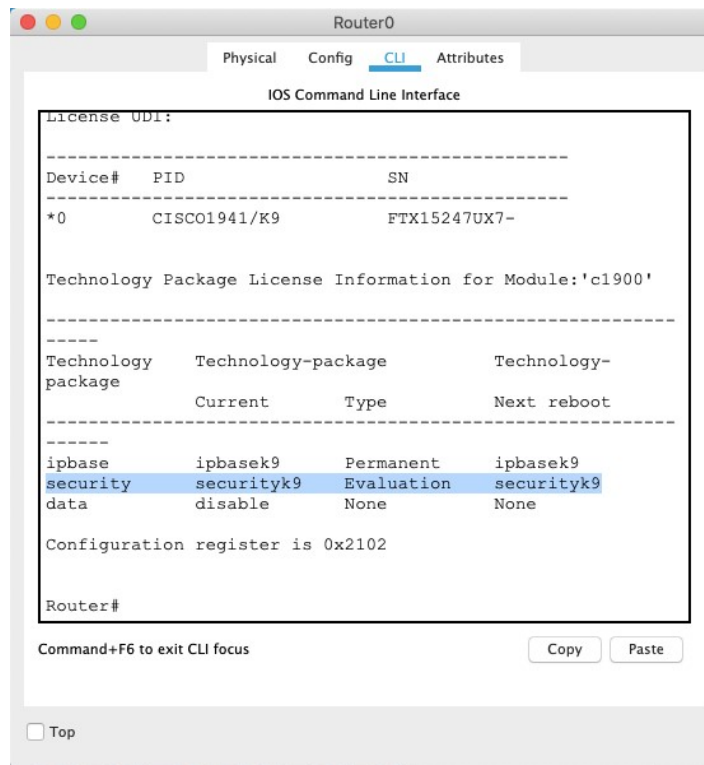 Router0
Physical Config CLI Attributes
IOS Command Line Interface
License UDI:
-------------------------------------------------
Device# PID SN
-------------------------------------------------
*0 CISCO1941/K9 FTX15247UX7-
Technology Package License Information for Module:'c1900'
-----------------------------------------------------------
-----
Technology Technology-package Technology-
package
Current Type Next reboot
-----------------------------------------------------------
------
ipbase ipbasek9 Permanent ipbasek9
security securityk9 Evaluation securityk9
data disable None None
Configuration register is 0x2102
Router#
Command+F6 to exit CLI focus Copy Paste
Top